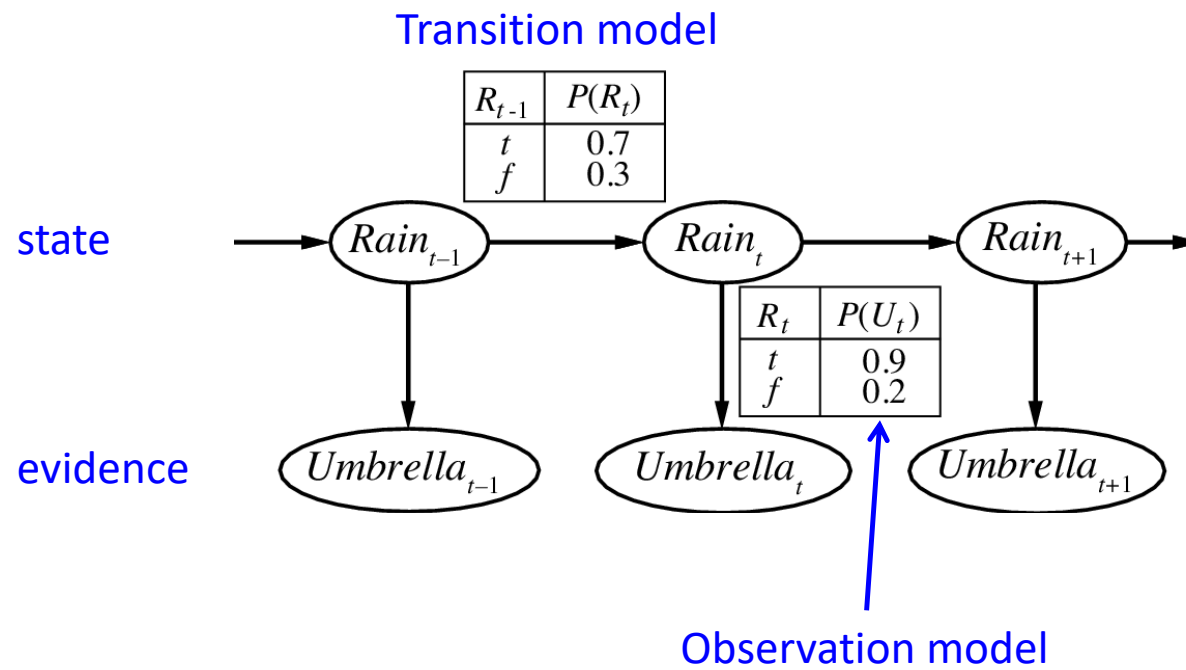 Transition model
R_{t-1} P(R_t)
t 0.7
f 0.3
state
Rain_{t–1}
Rain_t
Rain_{t+1}
R_t P(U_t)
t 0.9
f 0.2
evidence
Umbrella_{t–1}
Umbrella_t
Umbrella_{t+1}
Observation model